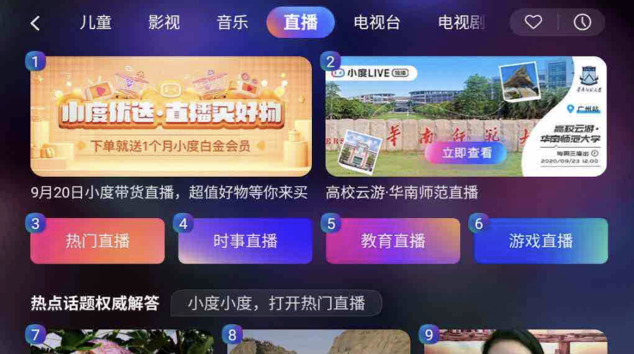 儿童 影视 音乐 直播 电视台 电视剧
1
小度优选·直播买好物
下单就送1个月小度白金会员
9月20日小度带货直播，超值好物等你来买
2
小度LIVE 独播
广州站
高校云游·
华南师范大学
2020/09/23 12:00
立即查看
高校云游·华南师范直播
3 热门直播
4 时事直播
5 教育直播
6 游戏直播
热点话题权威解答 小度小度，打开热门直播
7 8 9